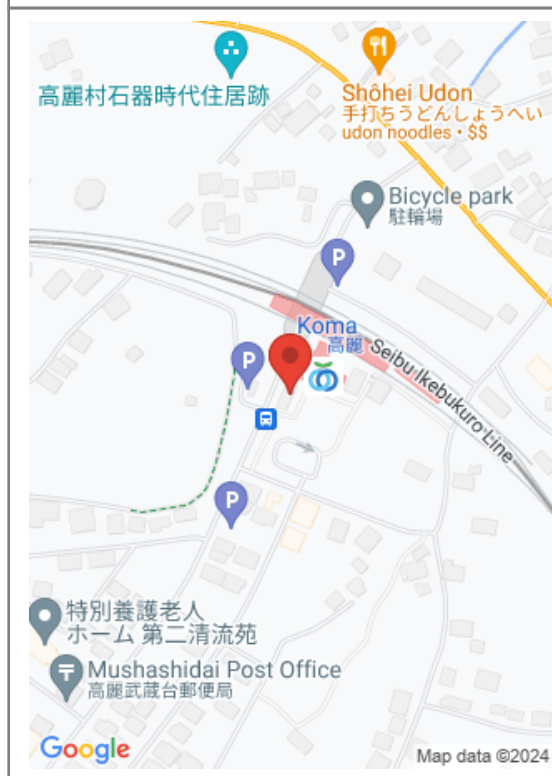 高麗村石器時代住居跡
Shôhei Udon
手打ちうどんしょうへい
udon noodles • $$
Bicycle park
駐輪場
P
Koma
高麗
Seibu Ikebukuro Line
P
P
特別養護老人
ホーム 第二清流苑
Mushashidai Post Office
高麗武蔵台郵便局
Google
Map data ©2024